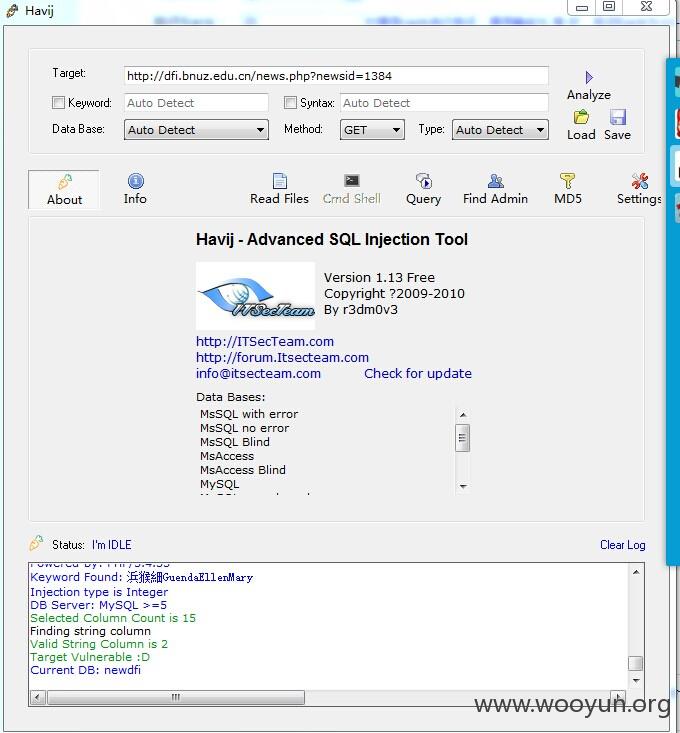 Havij
Target: http://dfi.bnuz.edu.cn/news.php?newsid=1384
Analyze
Keyword: Auto Detect Syntax: Auto Detect
Data Base: Auto Detect Method: GET Type: Auto Detect
Load Save
About Info Read Files Cmd Shell Query Find Admin MD5 Settings
Havij - Advanced SQL Injection Tool
ITSecTeam
Version 1.13 Free
Copyright ?2009-2010
By r3dm0v3
http://ITSecTeam.com
http://forum.Itsecteam.com
info@itsecteam.com Check for update
Data Bases:
MsSQL with error
MsSQL no error
MsSQL Blind
MsAccess
MsAccess Blind
MySQL
Status: I'm IDLE Clear Log
Keyword Found: 浜猴細GuendaEllenMary
Injection type is Integer
DB Server: MySQL >=5
Selected Column Count is 15
Finding string column
Valid String Column is 2
Target Vulnerable :D
Current DB: newdfi
www.wooyun.org